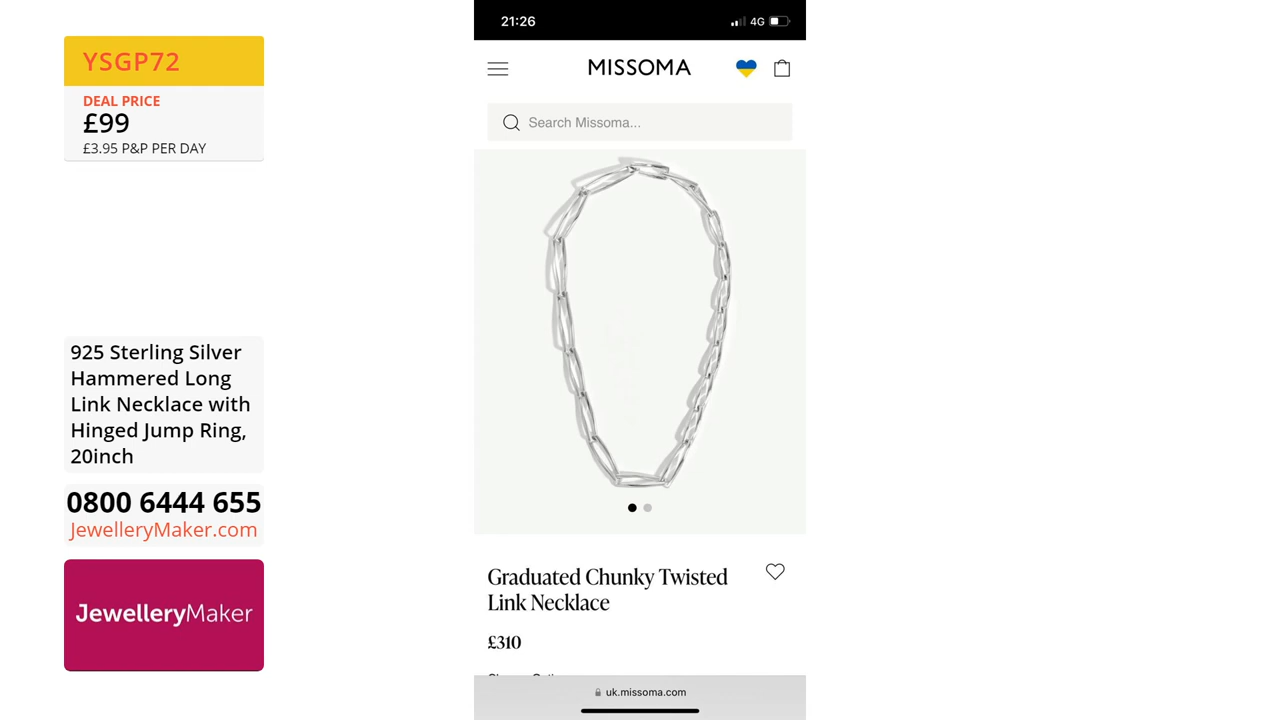 YSGP72
DEAL PRICE
£99
£3.95 P&P PER DAY
925 Sterling Silver
Hammered Long
Link Necklace with
Hinged Jump Ring,
20inch
0800 6444 655
JewelleryMaker.com
JewelleryMaker
21:26
4G
MISSOMA
Search Missoma...
Graduated Chunky Twisted
Link Necklace
£310
uk.missoma.com